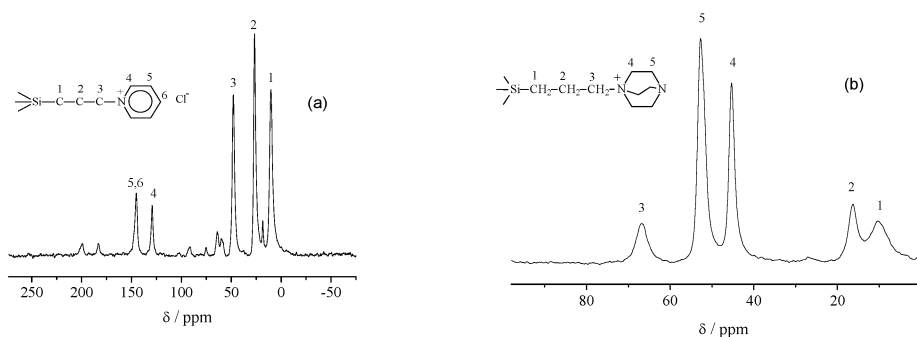 2
1
3
1 2 3 4 5
Si—C—C—C—N+ 6 Cl-
(a)
5,6
4
250 200 150 100 50 0 -50
δ / ppm
5
4 5
(b)
1 2 3
Si—CH2—CH2—CH2—N+ N
4
3
2
1
80 60 40 20 0
δ / ppm